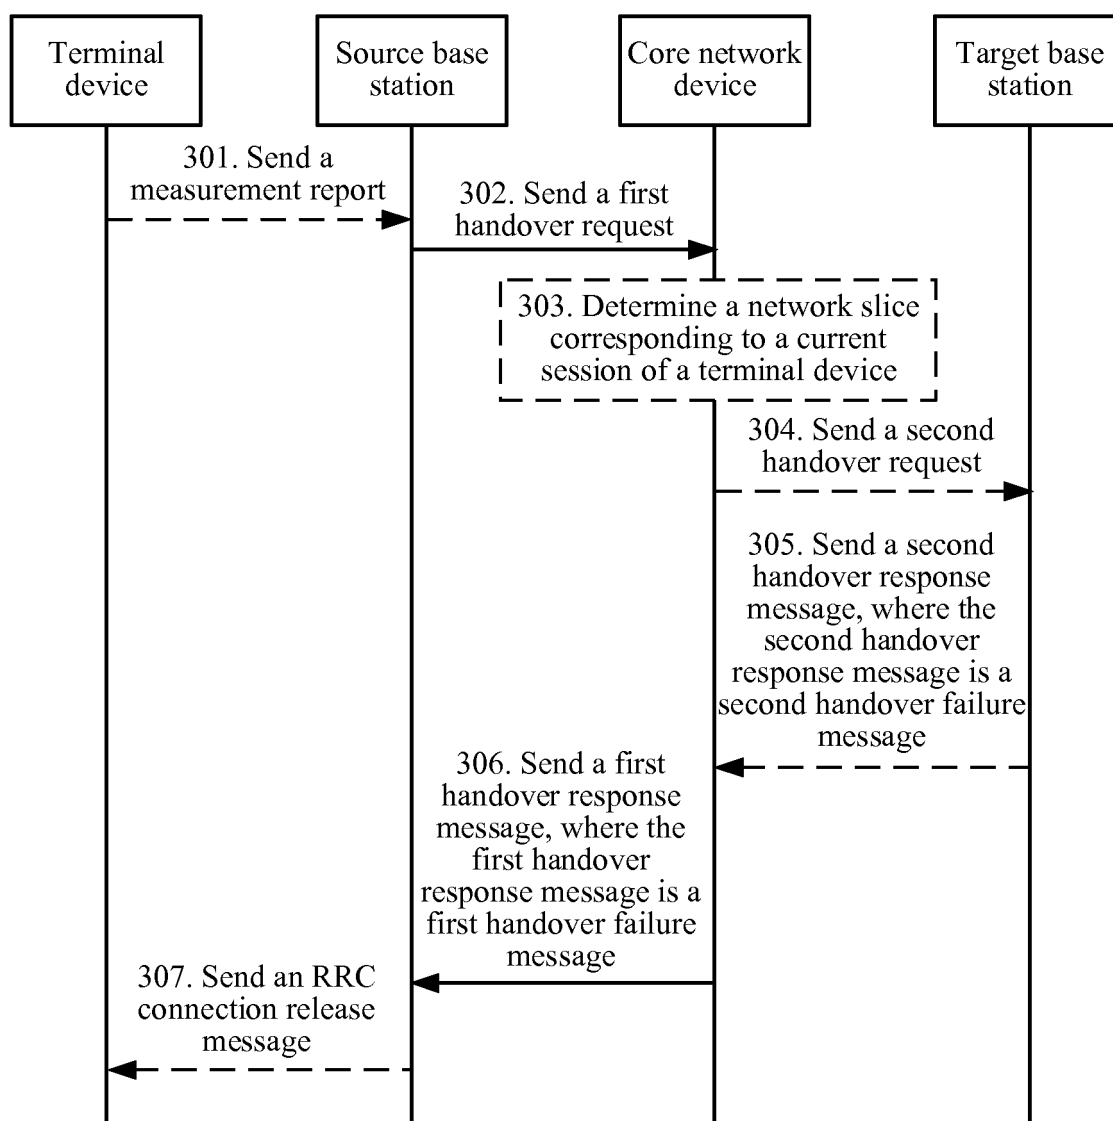 Terminal
device
Source base
station
Core network
device
Target base
station
301. Send a
measurement report
302. Send a first
handover request
303. Determine a network slice
corresponding to a current
session of a terminal device
304. Send a second
handover request
305. Send a second
handover response
message, where the
second handover
response message is a
second handover failure
message
306. Send a first
handover response
message, where the
first handover
response message is a
first handover failure
message
307. Send an RRC
connection release
message